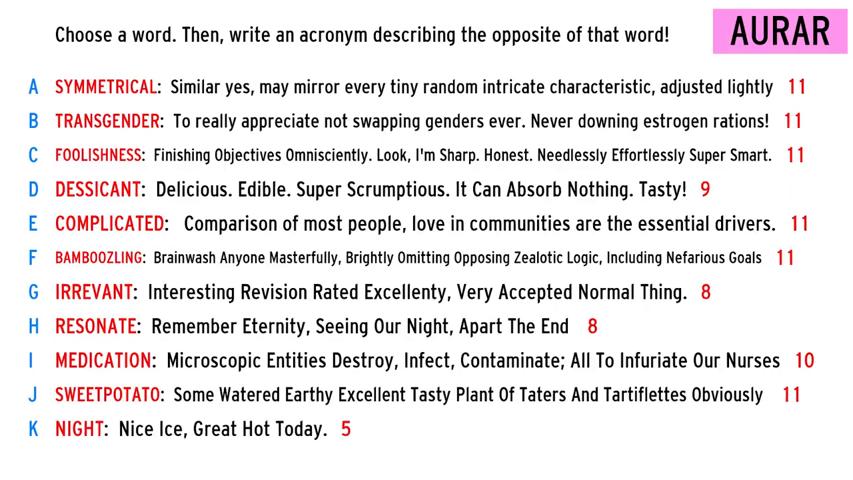 Choose a word. Then, write an acronym describing the opposite of that word!
AURAR
A SYMMETRICAL: Similar yes, may mirror every tiny random intricate characteristic, adjusted lightly 11
B TRANSGENDER: To really appreciate not swapping genders ever. Never downing estrogen rations! 11
C FOOLISHNESS: Finishing Objectives Omnisciently. Look, I'm Sharp. Honest. Needlessly Effortlessly Super Smart. 11
D DESSICANT: Delicious. Edible. Super Scrumptious. It Can Absorb Nothing. Tasty! 9
E COMPLICATED: Comparison of most people, love in communities are the essential drivers. 11
F BAMBOOZLING: Brainwash Anyone Masterfully, Brightly Omitting Opposing Zealotic Logic, Including Nefarious Goals 11
G IRREVANT: Interesting Revision Rated Excellenty, Very Accepted Normal Thing. 8
H RESONATE: Remember Eternity, Seeing Our Night, Apart The End 8
I MEDICATION: Microscopic Entities Destroy, Infect, Contaminate; All To Infuriate Our Nurses 10
J SWEETPOTATO: Some Watered Earthy Excellent Tasty Plant Of Taters And Tartiflettes Obviously 11
K NIGHT: Nice Ice, Great Hot Today. 5